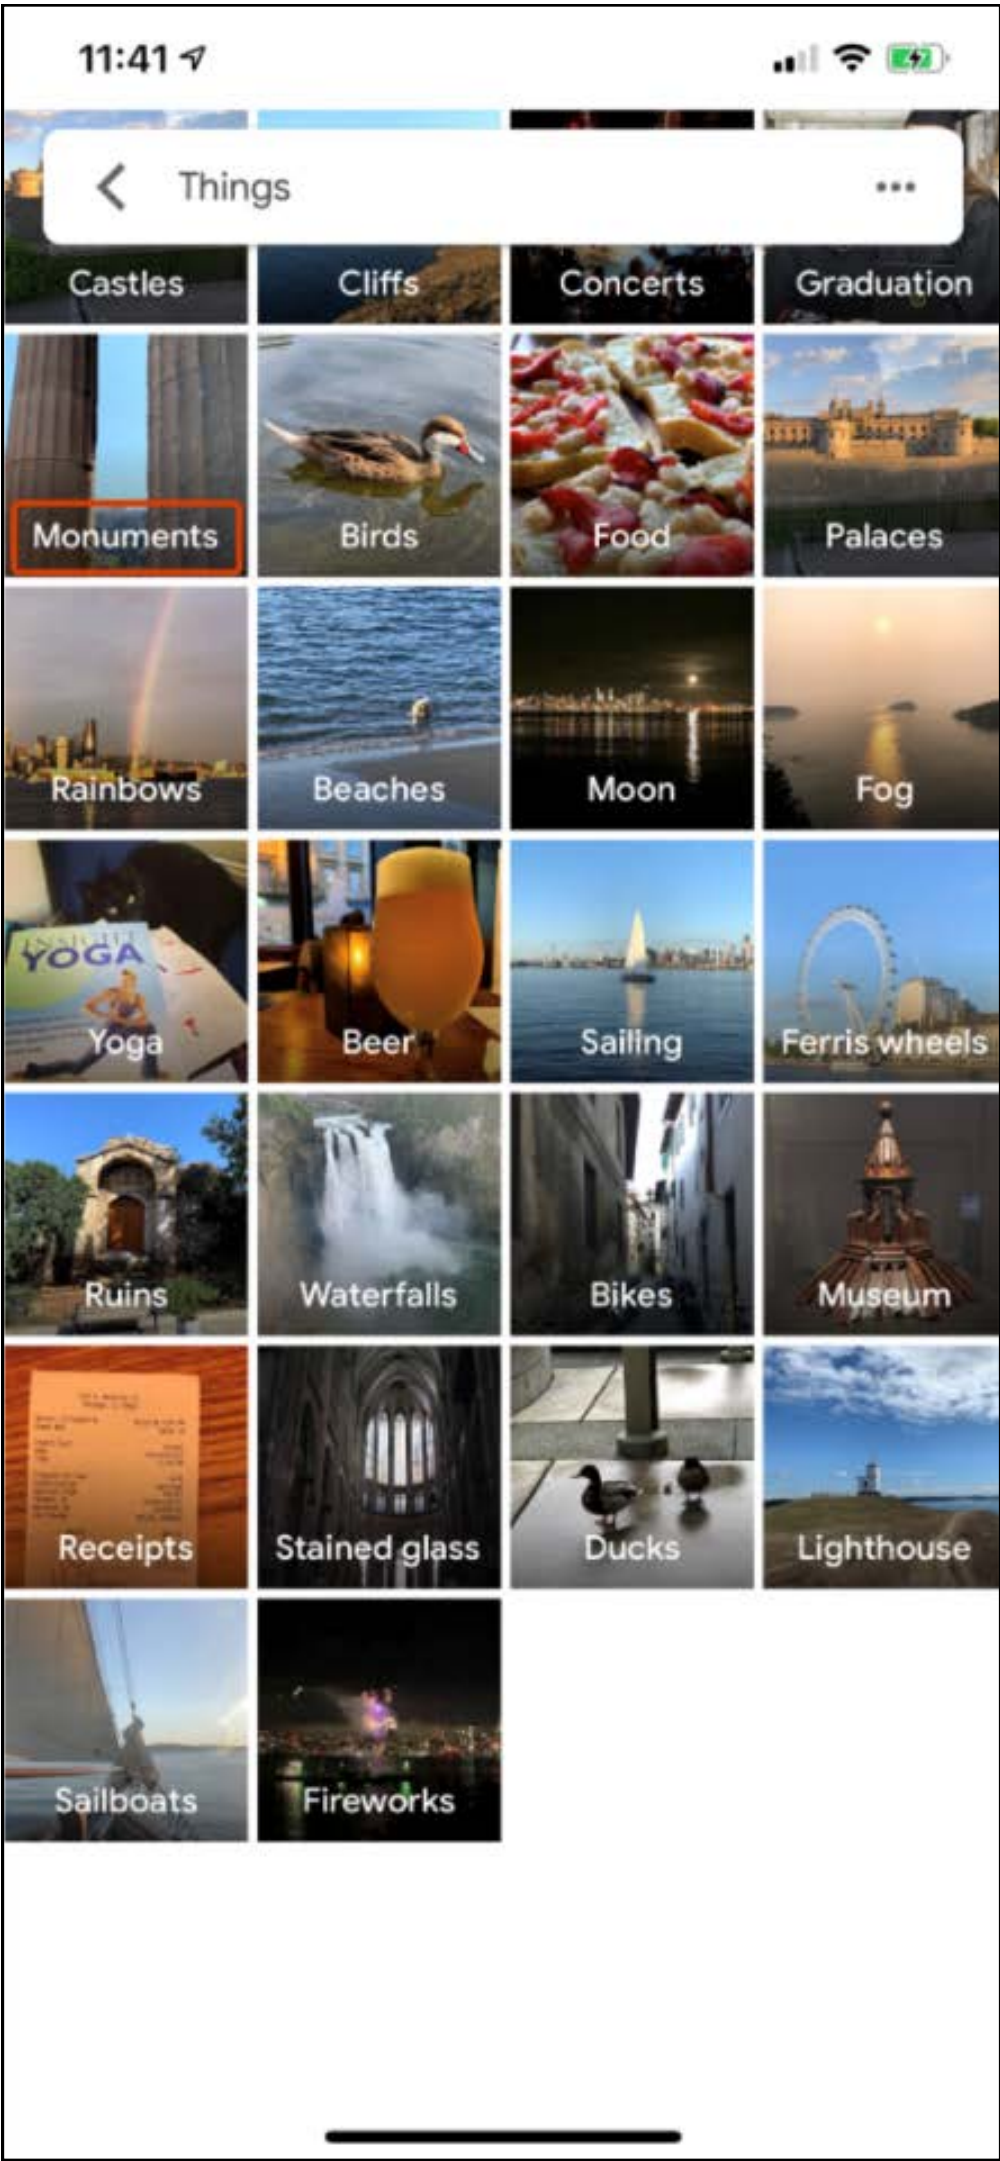 11:41
Things
Castles
Cliffs
Concerts
Graduation
Monuments
Birds
Food
Palaces
Rainbows
Beaches
Moon
Fog
YOGA
Yoga
Beer
Sailing
Ferris wheels
Ruins
Waterfalls
Bikes
Museum
Receipts
Stained glass
Ducks
Lighthouse
Sailboats
Fireworks